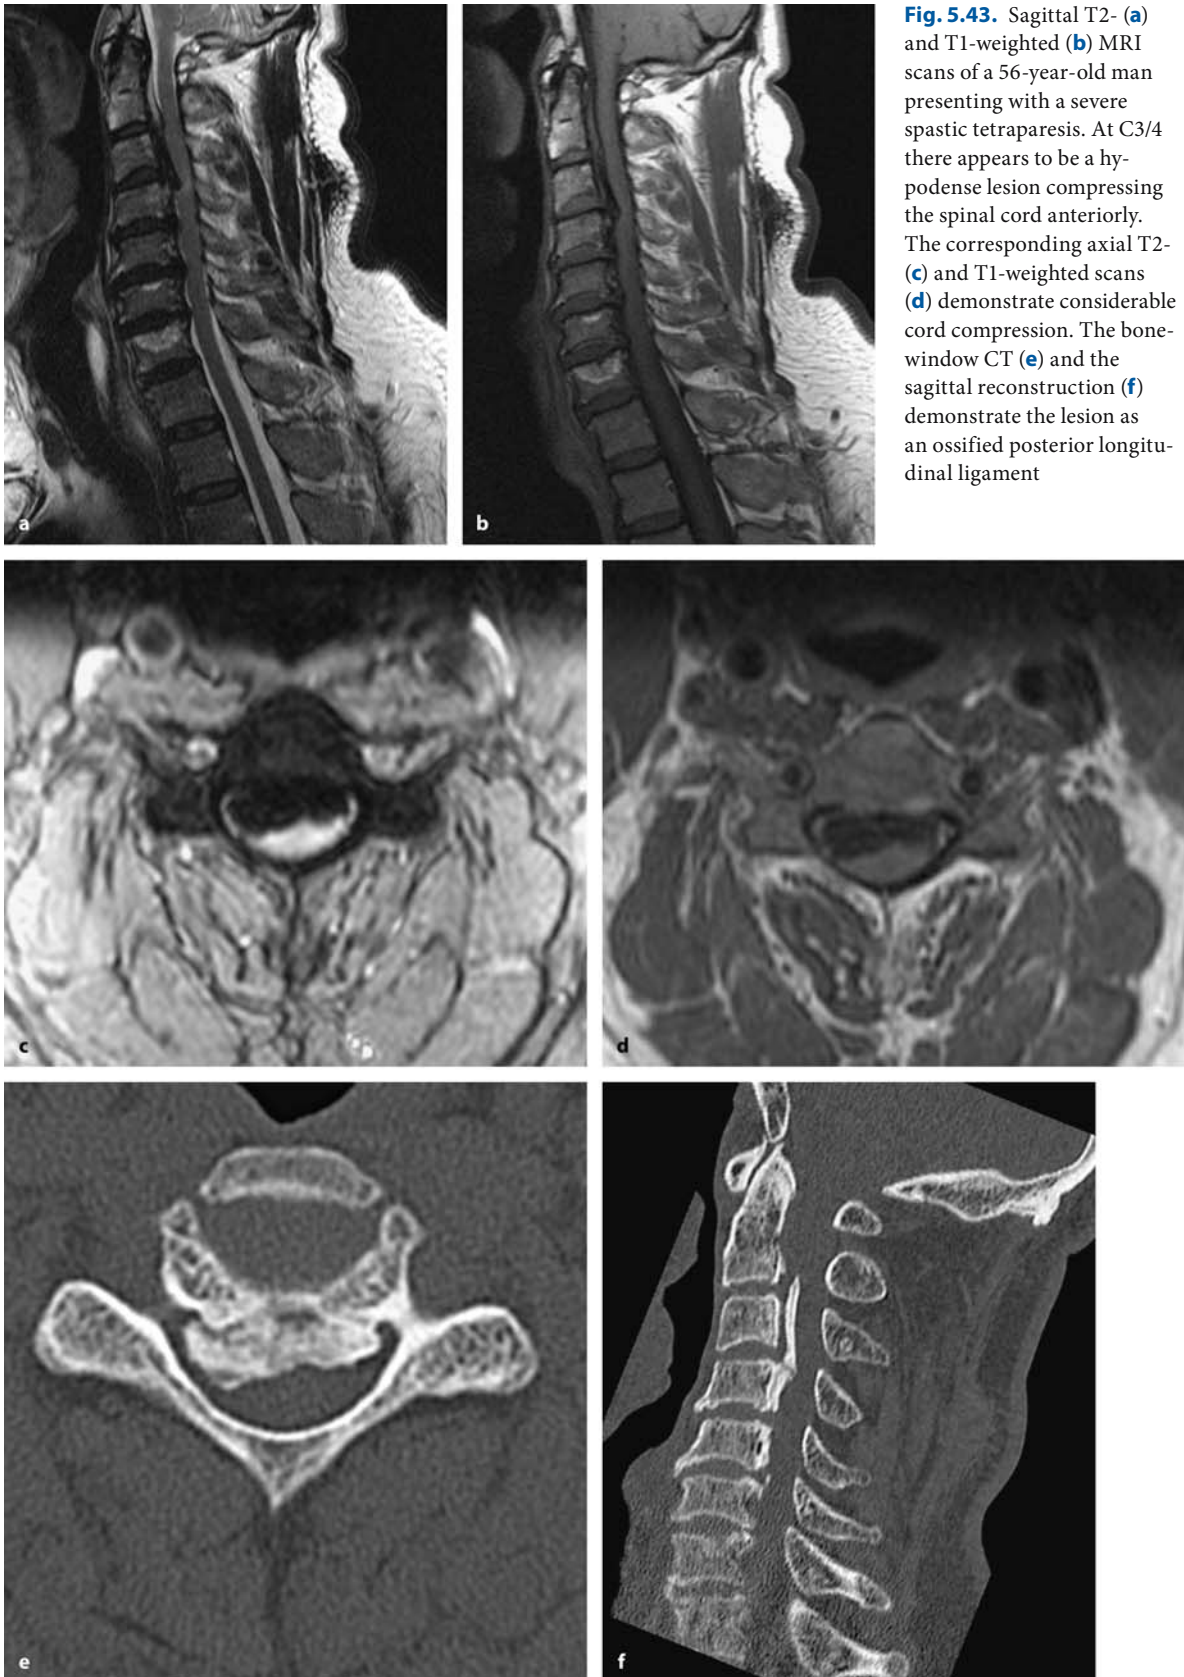 Fig. 5.43. Sagittal T2- (a)
and T1-weighted (b) MRI
scans of a 56-year-old man
presenting with a severe
spastic tetraparesis. At C3/4
there appears to be a hy-
podense lesion compressing
the spinal cord anteriorly.
The corresponding axial T2-
(c) and T1-weighted scans
(d) demonstrate considerable
cord compression. The bone-
window CT (e) and the
sagittal reconstruction (f)
demonstrate the lesion as
an ossified posterior longitu-
dinal ligament
a
b
c
d
e
f